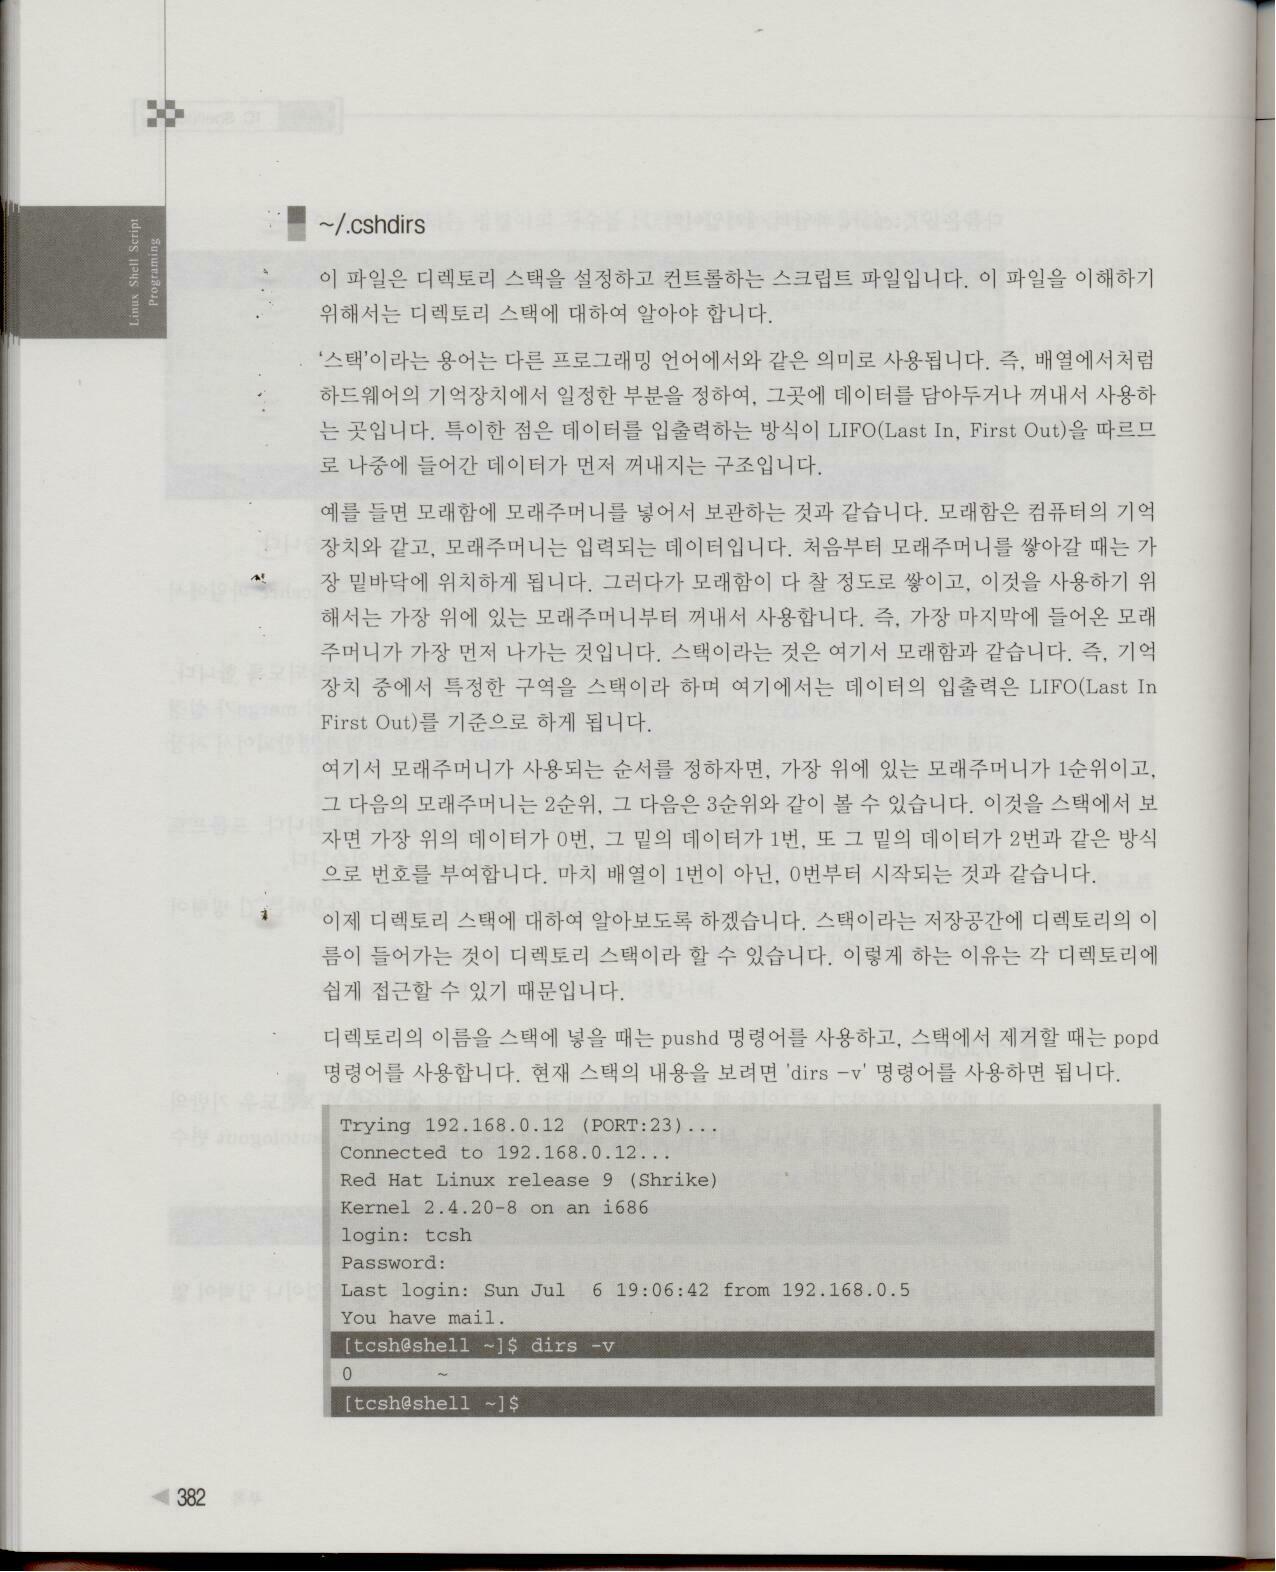 Linux Shell Script
Programing
~/.cshdirs
이 파일은 디렉토리 스택을 설정하고 컨트롤하는 스크립트 파일입니다. 이 파일을 이해하기
위해서는 디렉토리 스택에 대하여 알아야 합니다.
‘스택’이라는 용어는 다른 프로그래밍 언어에서와 같은 의미로 사용됩니다. 즉, 배열에서처럼
하드웨어의 기억장치에서 일정한 부분을 정하여, 그곳에 데이터를 담아두거나 꺼내서 사용하
는 곳입니다. 특이한 점은 데이터를 입출력하는 방식이 LIFO(Last In, First Out)을 따르므
로 나중에 들어간 데이터가 먼저 꺼내지는 구조입니다.
예를 들면 모래함에 모래주머니를 넣어서 보관하는 것과 같습니다. 모래함은 컴퓨터의 기억
장치와 같고, 모래주머니는 입력되는 데이터입니다. 처음부터 모래주머니를 쌓아갈 때는 가
장 밑바닥에 위치하게 됩니다. 그러다가 모래함이 다 찰 정도로 쌓이고, 이것을 사용하기 위
해서는 가장 위에 있는 모래주머니부터 꺼내서 사용합니다. 즉, 가장 마지막에 들어온 모래
주머니가 가장 먼저 나가는 것입니다. 스택이라는 것은 여기서 모래함과 같습니다. 즉, 기억
장치 중에서 특정한 구역을 스택이라 하며 여기에서는 데이터의 입출력은 LIFO(Last In
First Out)를 기준으로 하게 됩니다.
여기서 모래주머니가 사용되는 순서를 정하자면, 가장 위에 있는 모래주머니가 1순위이고,
그 다음의 모래주머니는 2순위, 그 다음은 3순위와 같이 볼 수 있습니다. 이것을 스택에서 보
자면 가장 위의 데이터가 0번, 그 밑의 데이터가 1번, 또 그 밑의 데이터가 2번과 같은 방식
으로 번호를 부여합니다. 마치 배열이 1번이 아닌, 0번부터 시작되는 것과 같습니다.
이제 디렉토리 스택에 대하여 알아보도록 하겠습니다. 스택이라는 저장공간에 디렉토리의 이
름이 들어가는 것이 디렉토리 스택이라 할 수 있습니다. 이렇게 하는 이유는 각 디렉토리에
쉽게 접근할 수 있기 때문입니다.
디렉토리의 이름을 스택에 넣을 때는 pushd 명령어를 사용하고, 스택에서 제거할 때는 popd
명령어를 사용합니다. 현재 스택의 내용을 보려면 'dirs -v' 명령어를 사용하면 됩니다.
Trying 192.168.0.12 (PORT:23)...
Connected to 192.168.0.12...
Red Hat Linux release 9 (Shrike)
Kernel 2.4.20-8 on an i686
login: tcsh
Password:
Last login: Sun Jul  6 19:06:42 from 192.168.0.5
You have mail.
[tcsh@shell ~]$ dirs -v
0       ~
[tcsh@shell ~]$
◀ 382